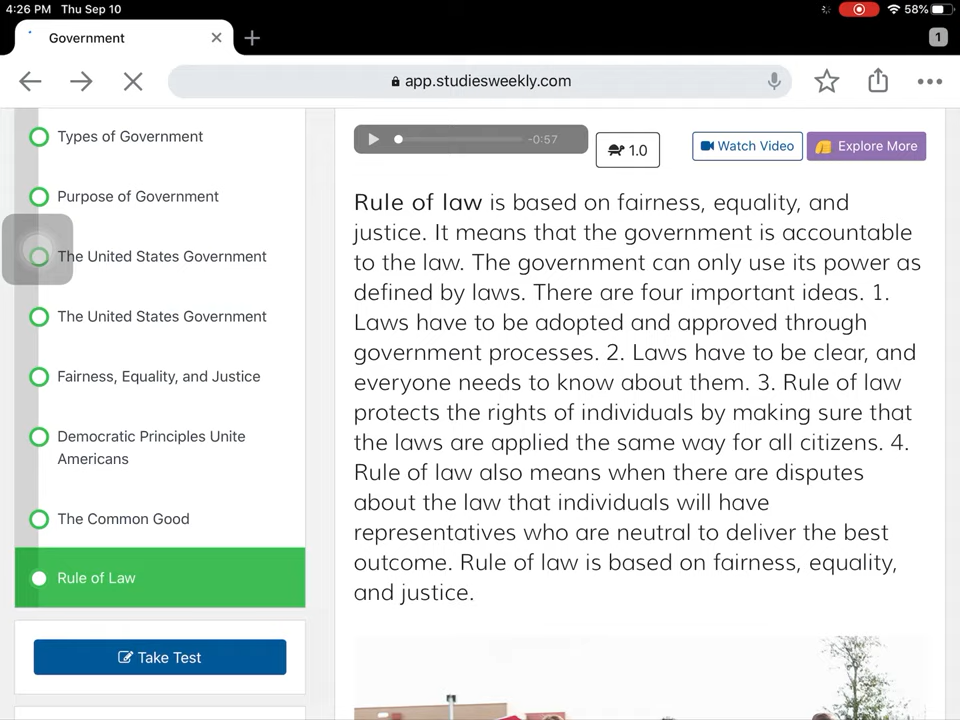 4:26 PM Thu Sep 10
58%
Government
1
app.studiesweekly.com
Types of Government
Purpose of Government
The United States Government
The United States Government
Fairness, Equality, and Justice
Democratic Principles Unite
Americans
The Common Good
Rule of Law
Take Test
-0:57
1.0
Watch Video
Explore More
Rule of law is based on fairness, equality, and
justice. It means that the government is accountable
to the law. The government can only use its power as
defined by laws. There are four important ideas. 1.
Laws have to be adopted and approved through
government processes. 2. Laws have to be clear, and
everyone needs to know about them. 3. Rule of law
protects the rights of individuals by making sure that
the laws are applied the same way for all citizens. 4.
Rule of law also means when there are disputes
about the law that individuals will have
representatives who are neutral to deliver the best
outcome. Rule of law is based on fairness, equality,
and justice.